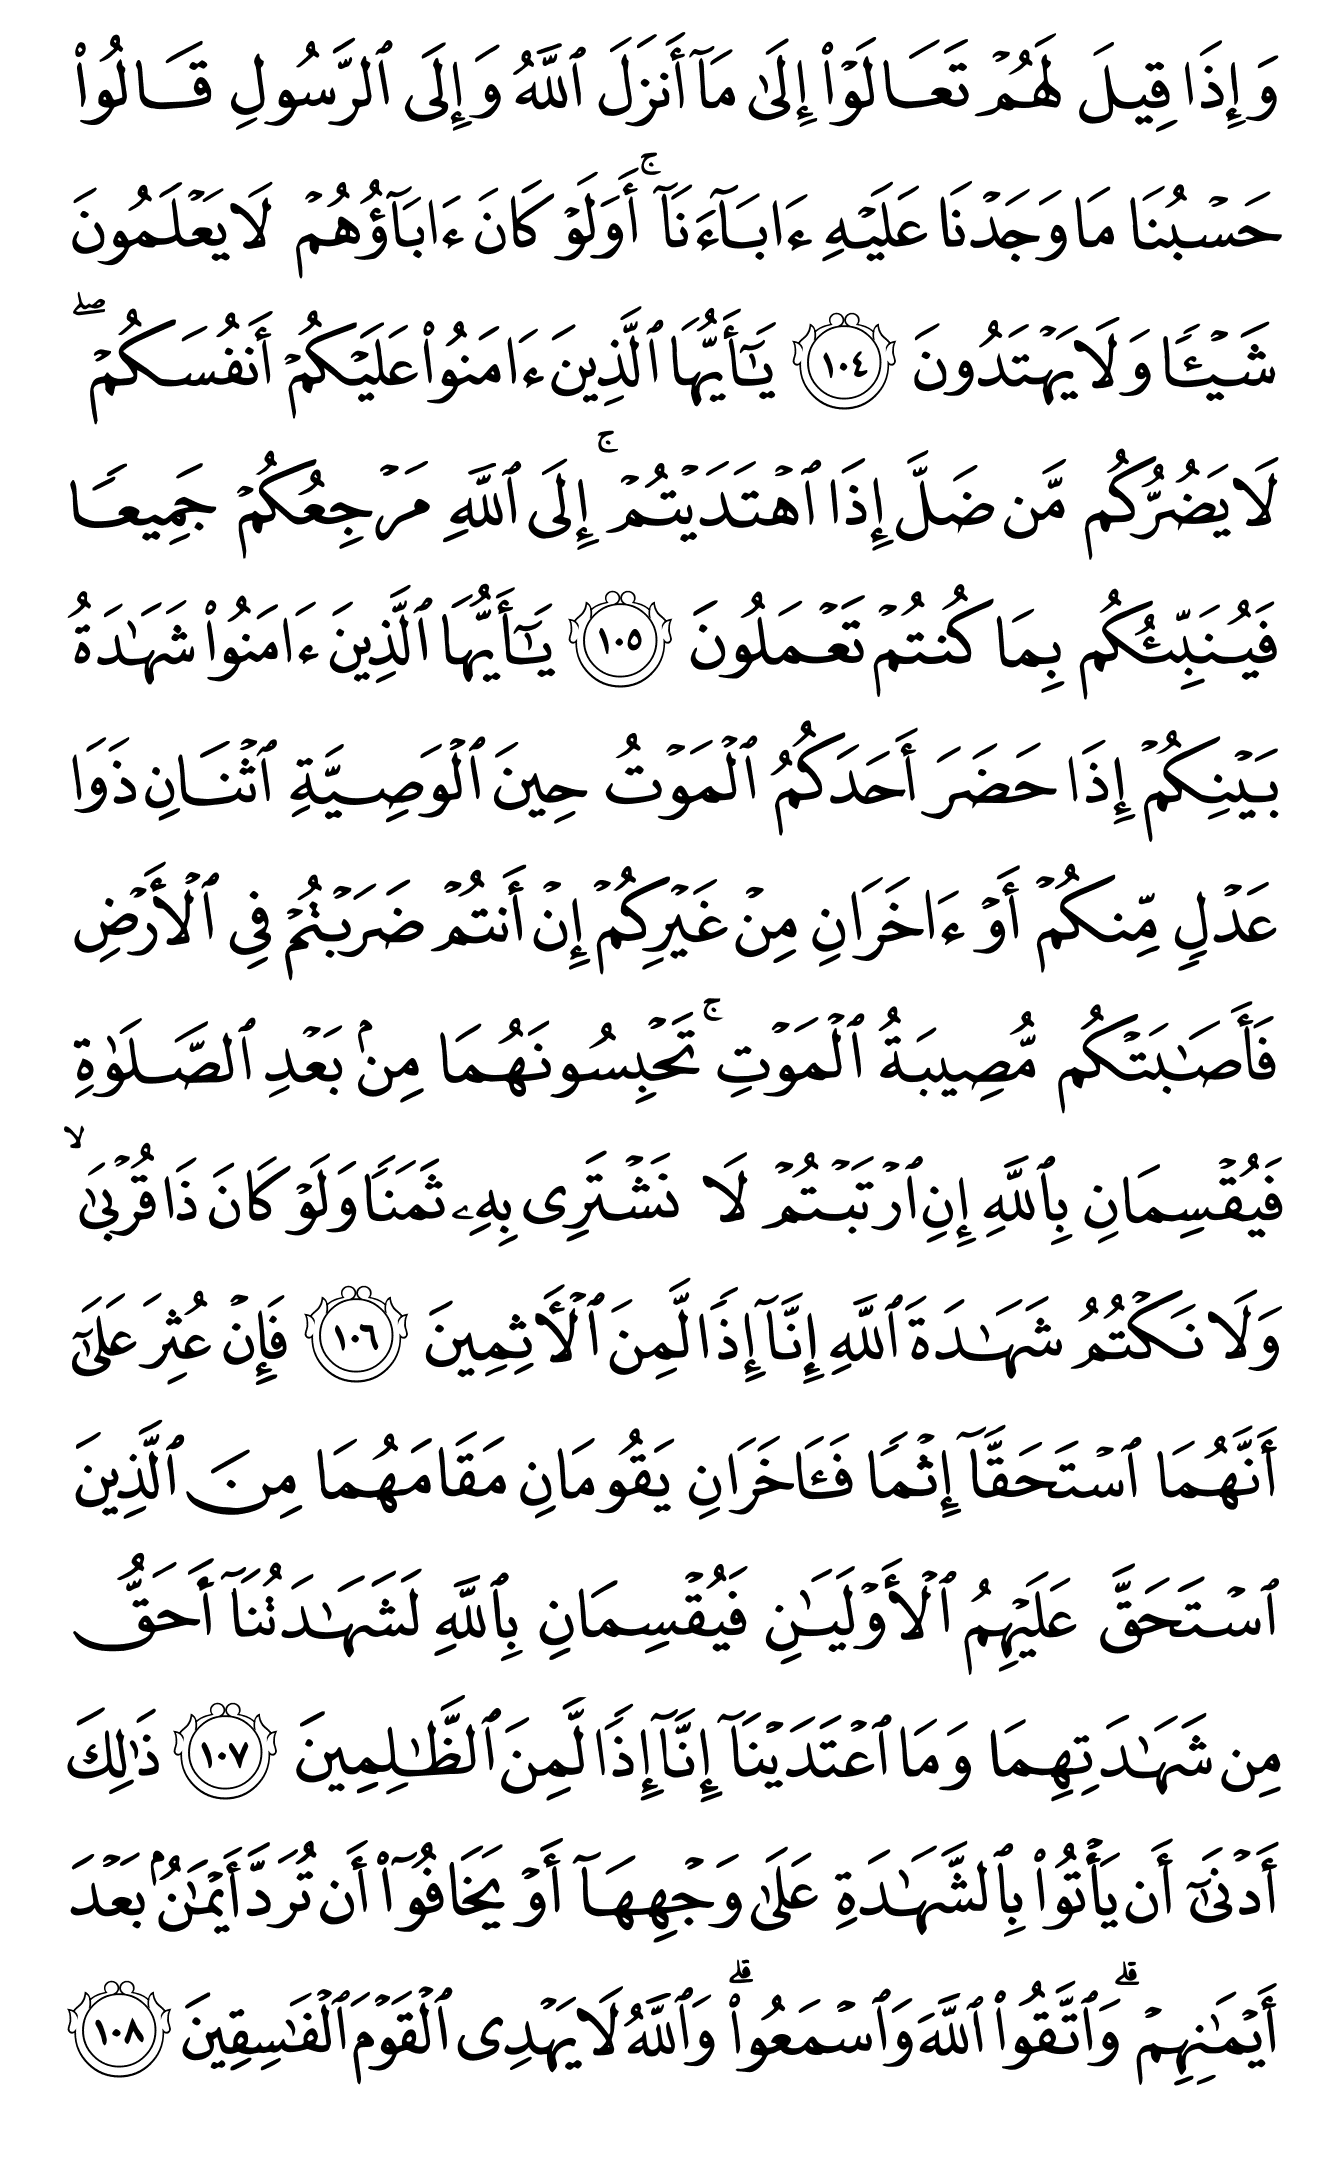 وَإِذَا قِيلَ لَهُمۡ تَعَالَوۡاْ إِلَىٰ مَآ أَنزَلَ ٱللَّهُ وَإِلَى ٱلرَّسُولِ قَالُواْ
حَسۡبُنَا مَا وَجَدۡنَا عَلَيۡهِ ءَابَآءَنَآۚ أَوَلَوۡ كَانَ ءَابَآؤُهُمۡ لَا يَعۡلَمُونَ
شَيۡـٔٗا وَلَا يَهۡتَدُونَ ١٠٤ يَـٰٓأَيُّهَا ٱلَّذِينَ ءَامَنُواْ عَلَيۡكُمۡ أَنفُسَكُمۡۖ
لَا يَضُرُّكُم مَّن ضَلَّ إِذَا ٱهۡتَدَيۡتُمۡۚ إِلَى ٱللَّهِ مَرۡجِعُكُمۡ جَمِيعٗا
فَيُنَبِّئُكُم بِمَا كُنتُمۡ تَعۡمَلُونَ ١٠٥ يَـٰٓأَيُّهَا ٱلَّذِينَ ءَامَنُواْ شَهَٰدَةُ
بَيۡنِكُمۡ إِذَا حَضَرَ أَحَدَكُمُ ٱلۡمَوۡتُ حِينَ ٱلۡوَصِيَّةِ ٱثۡنَانِ ذَوَا
عَدۡلٖ مِّنكُمۡ أَوۡ ءَاخَرَانِ مِنۡ غَيۡرِكُمۡ إِنۡ أَنتُمۡ ضَرَبۡتُمۡ فِي ٱلۡأَرۡضِ
فَأَصَٰبَتۡكُم مُّصِيبَةُ ٱلۡمَوۡتِۚ تَحۡبِسُونَهُمَا مِنۢ بَعۡدِ ٱلصَّلَوٰةِ
فَيُقۡسِمَانِ بِٱللَّهِ إِنِ ٱرۡتَبۡتُمۡ لَا نَشۡتَرِي بِهِۦ ثَمَنٗا وَلَوۡ كَانَ ذَا قُرۡبَىٰۙ
وَلَا نَكۡتُمُ شَهَٰدَةَ ٱللَّهِ إِنَّآ إِذٗا لَّمِنَ ٱلۡأٓثِمِينَ ١٠٦ فَإِنۡ عُثِرَ عَلَىٰٓ
أَنَّهُمَا ٱسۡتَحَقَّآ إِثۡمٗا فَـَٔاخَرَانِ يَقُومَانِ مَقَامَهُمَا مِنَ ٱلَّذِينَ
ٱسۡتَحَقَّ عَلَيۡهِمُ ٱلۡأَوۡلَيَٰنِ فَيُقۡسِمَانِ بِٱللَّهِ لَشَهَٰدَتُنَآ أَحَقُّ
مِن شَهَٰدَتِهِمَا وَمَا ٱعۡتَدَيۡنَآ إِنَّآ إِذٗا لَّمِنَ ٱلظَّـٰلِمِينَ ١٠٧ ذَٰلِكَ
أَدۡنَىٰٓ أَن يَأۡتُواْ بِٱلشَّهَٰدَةِ عَلَىٰ وَجۡهِهَآ أَوۡ يَخَافُوٓاْ أَن تُرَدَّ أَيۡمَٰنُۢ بَعۡدَ
أَيۡمَٰنِهِمۡۗ وَٱتَّقُواْ ٱللَّهَ وَٱسۡمَعُواْۗ وَٱللَّهُ لَا يَهۡدِي ٱلۡقَوۡمَ ٱلۡفَٰسِقِينَ ١٠٨